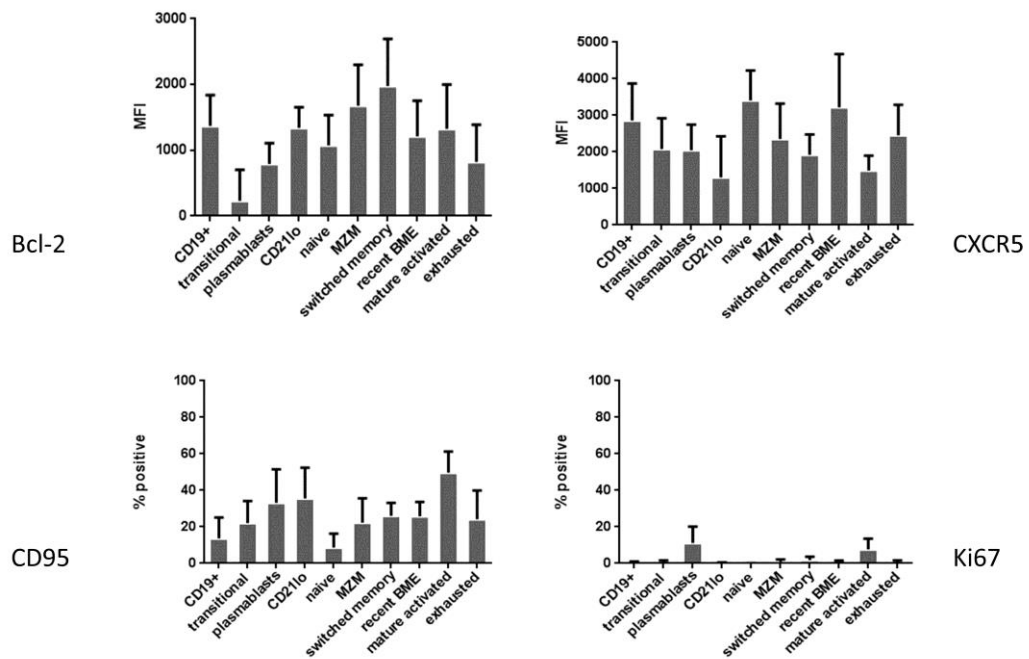 3000
2000
1000
0
MFI
CD19+
transitional
plasmablasts
CD21lo
naive
MZM
switched memory
recent BME
mature activated
exhausted
Bcl-2
5000
4000
3000
2000
1000
0
MFI
CD19+
transitional
plasmablasts
CD21lo
naive
MZM
switched memory
recent BME
mature activated
exhausted
CXCR5
100
80
60
40
20
0
% positive
CD19+
transitional
plasmablasts
CD21lo
naive
MZM
switched memory
recent BME
mature activated
exhausted
CD95
100
80
60
40
20
0
% positive
CD19+
transitional
plasmablasts
CD21lo
naive
MZM
switched memory
recent BME
mature activated
exhausted
Ki67